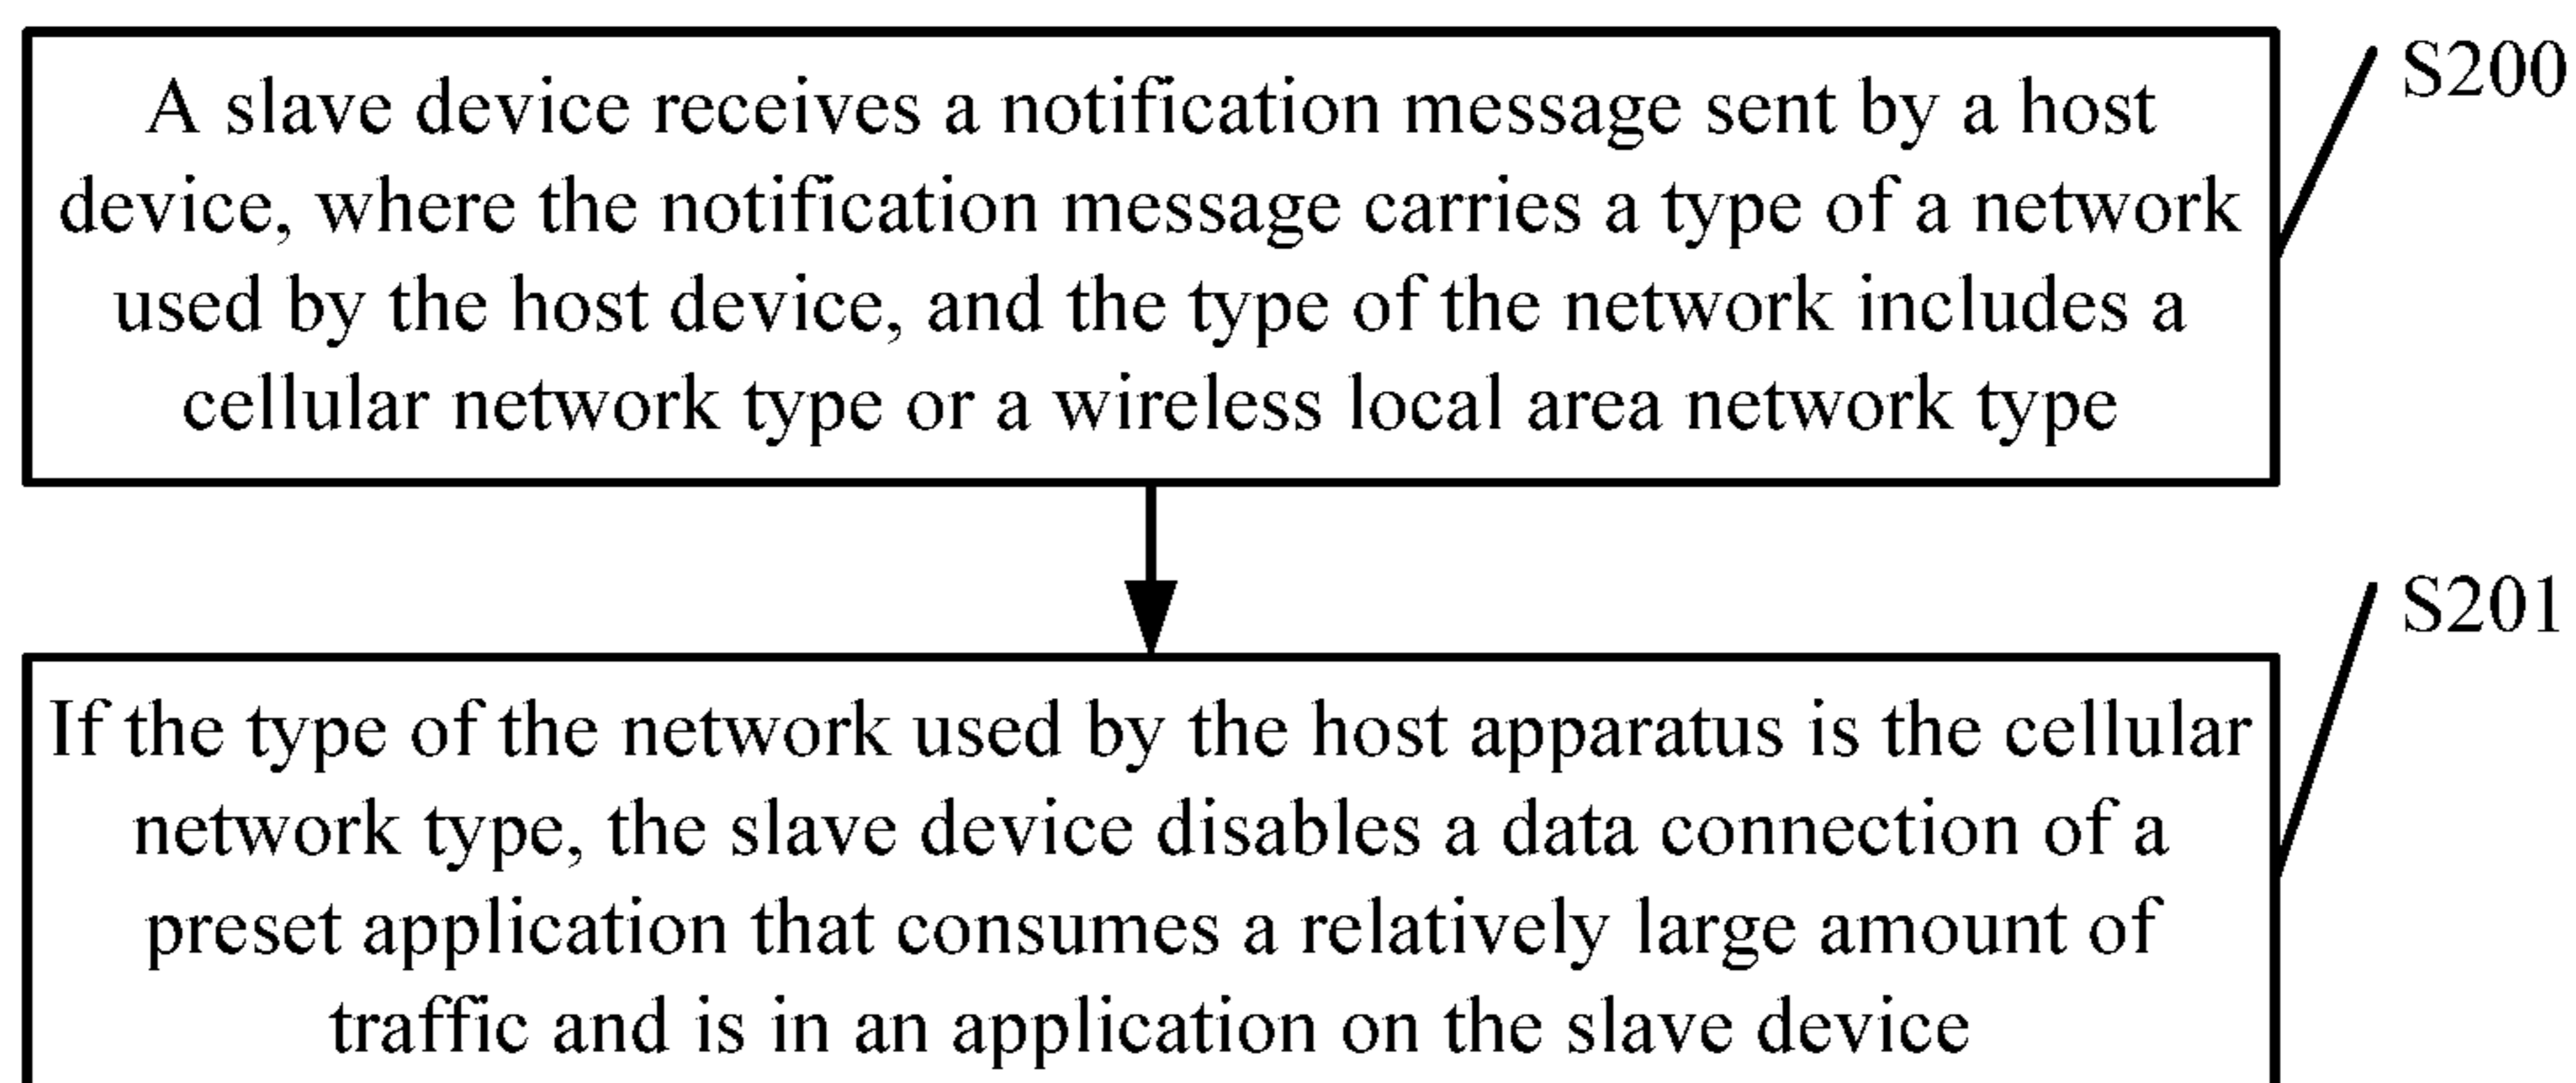 A slave device receives a notification message sent by a host
device, where the notification message carries a type of a network
used by the host device, and the type of the network includes a
cellular network type or a wireless local area network type
S200
If the type of the network used by the host apparatus is the cellular
network type, the slave device disables a data connection of a
preset application that consumes a relatively large amount of
traffic and is in an application on the slave device
S201